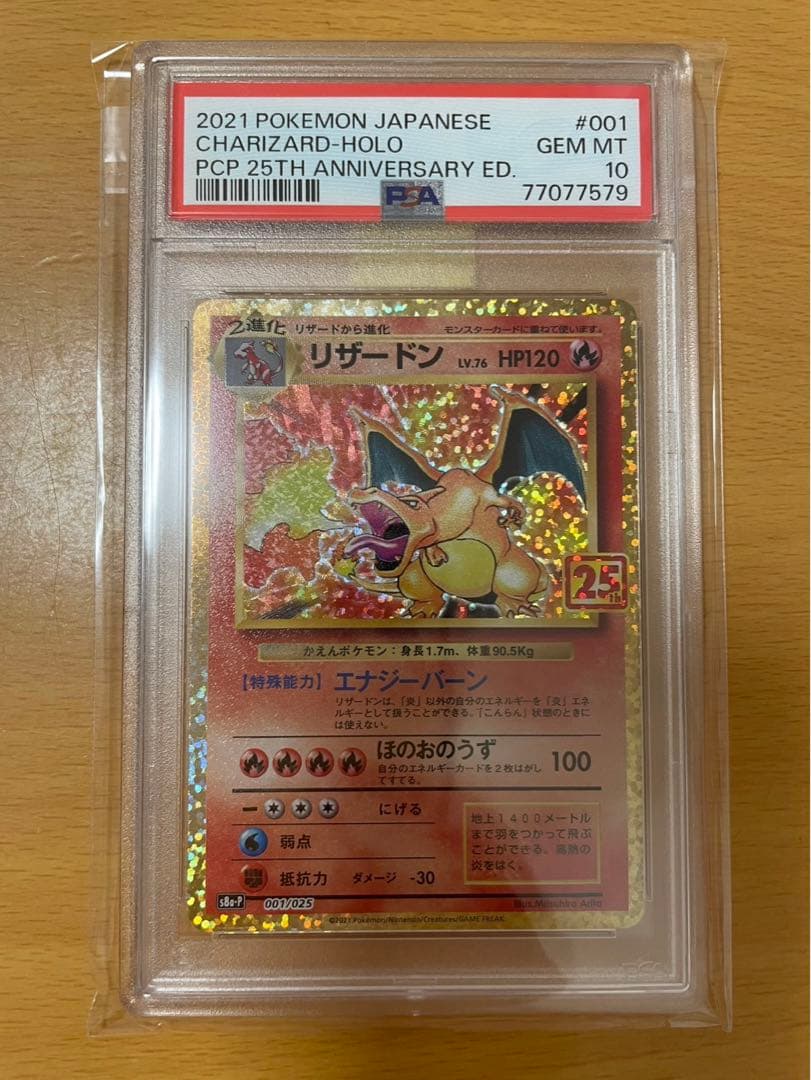 2021 POKEMON JAPANESE #001
CHARIZARD-HOLO GEM MT
PCP 25TH ANNIVERSARY ED. 10
PSA 77077579
2進化 リザードから進化 モンスターカードに重ねて使います。
リザードン LV.76 HP120
25th
かえんポケモン：身長1.7m、体重90.5Kg
【特殊能力】エナジーバーン
リザードンは、「炎」以外の自分のエネルギーを「炎」エネ
ルギーとして扱うことができる。「こんらん」状態のときに
は使えない。
ほのおのうず 100
自分のエネルギーカードを2枚はがし
てすてる。
ー にげる
弱点
抵抗力 ダメージ -30
地上1400メートル
まで羽をつかって飛ぶ
ことができる。高熱の
炎をはく。
s8a-P 001/025 Illus.Mitsuhiro Arita
©2021 Pokémon/Nintendo/Creatures/GAME FREAK.